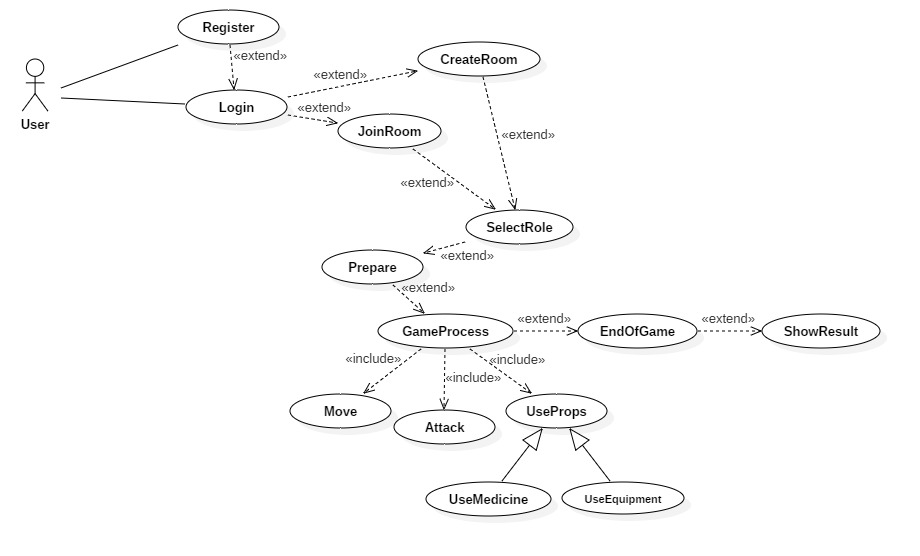 Register
«extend»
CreateRoom
«extend»
Login
«extend»
User
JoinRoom
«extend»
«extend»
SelectRole
«extend»
Prepare
«extend»
GameProcess
«extend»
EndOfGame
«extend»
ShowResult
«include»
«include»
«include»
Move
Attack
UseProps
UseMedicine
UseEquipment